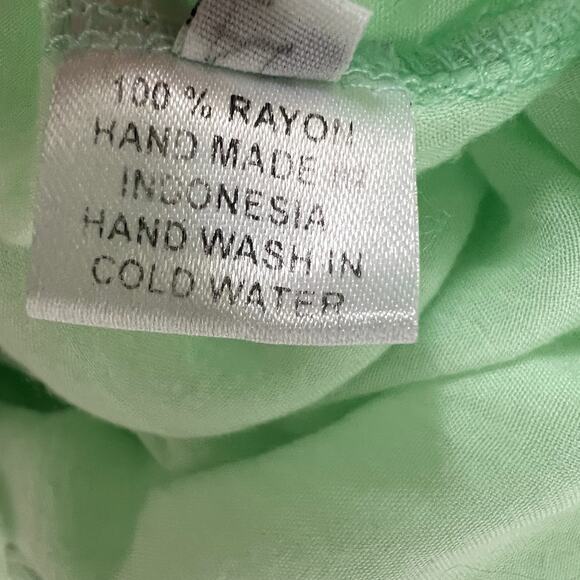 100 % RAYON
HAND MADE IN
INDONESIA
HAND WASH IN
COLD WATER